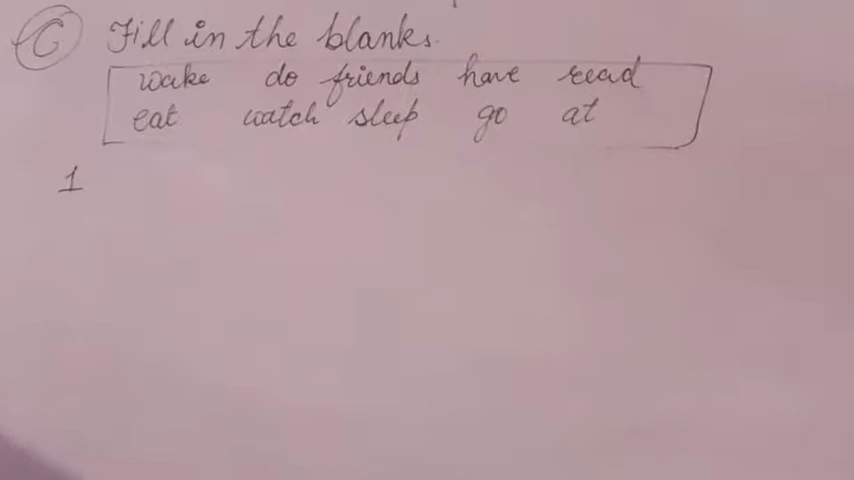 C Fill in the blanks.
wake do friends have read
eat watch sleep go at
1